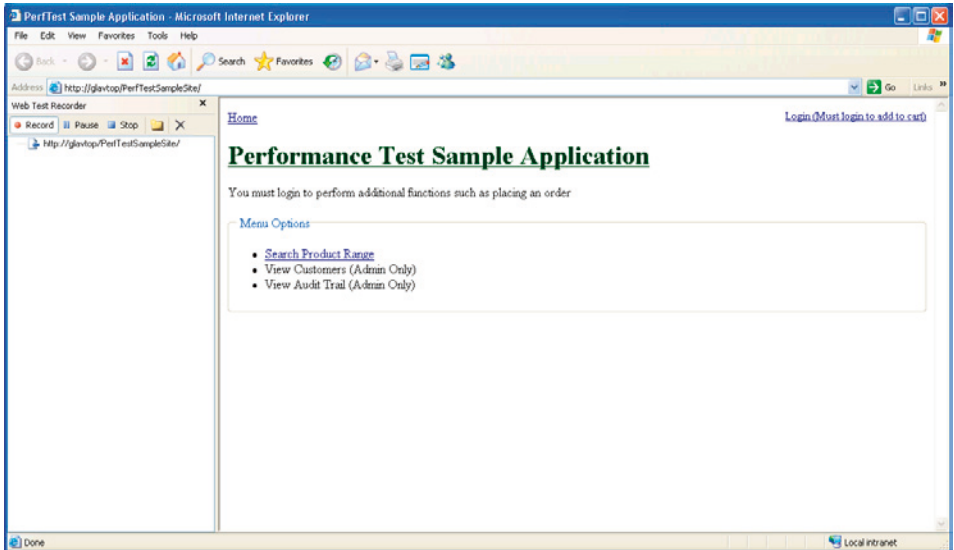 PerfTest Sample Application - Microsoft Internet Explorer
File Edit View Favorites Tools Help
Back Search Favorites
Address http://glavtop/PerfTestSampleSite/ Go Links »
Web Test Recorder x
Record Pause Stop
http://glavtop/PerfTestSampleSite/
Home Login (Must login to add to cart)
Performance Test Sample Application
You must login to perform additional functions such as placing an order
Menu Options
• Search Product Range
• View Customers (Admin Only)
• View Audit Trail (Admin Only)
Done Local intranet